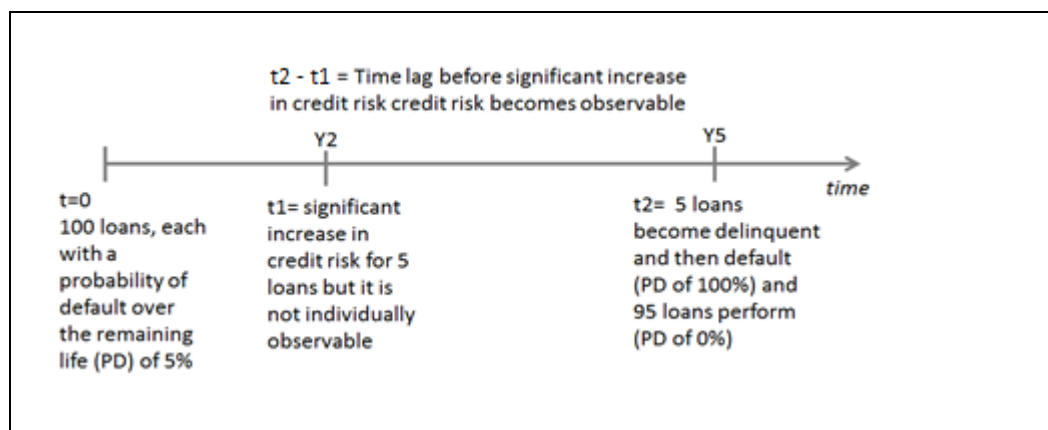 t2 - t1 = Time lag before significant increase
in credit risk credit risk becomes observable
Y2
Y5
time
t=0
100 loans, each
with a
probability of
default over
the remaining
life (PD) of 5%
t1= significant
increase in
credit risk for 5
loans but it is
not individually
observable
t2= 5 loans
become delinquent
and then default
(PD of 100%) and
95 loans perform
(PD of 0%)